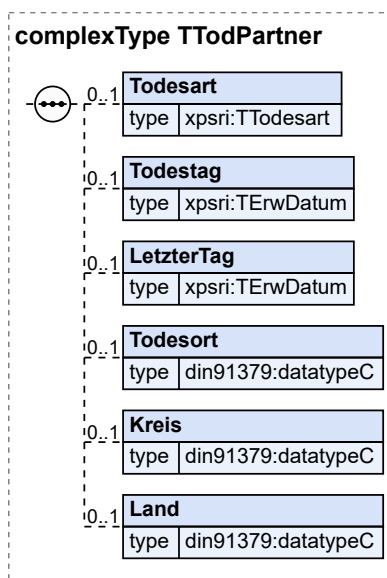 complexType TTodPartner
0..1 Todesart
type xpsri:TTodesart
0..1 Todestag
type xpsri:TErwDatum
0..1 LetzterTag
type xpsri:TErwDatum
0..1 Todesort
type din91379:datatypeC
0..1 Kreis
type din91379:datatypeC
0..1 Land
type din91379:datatypeC